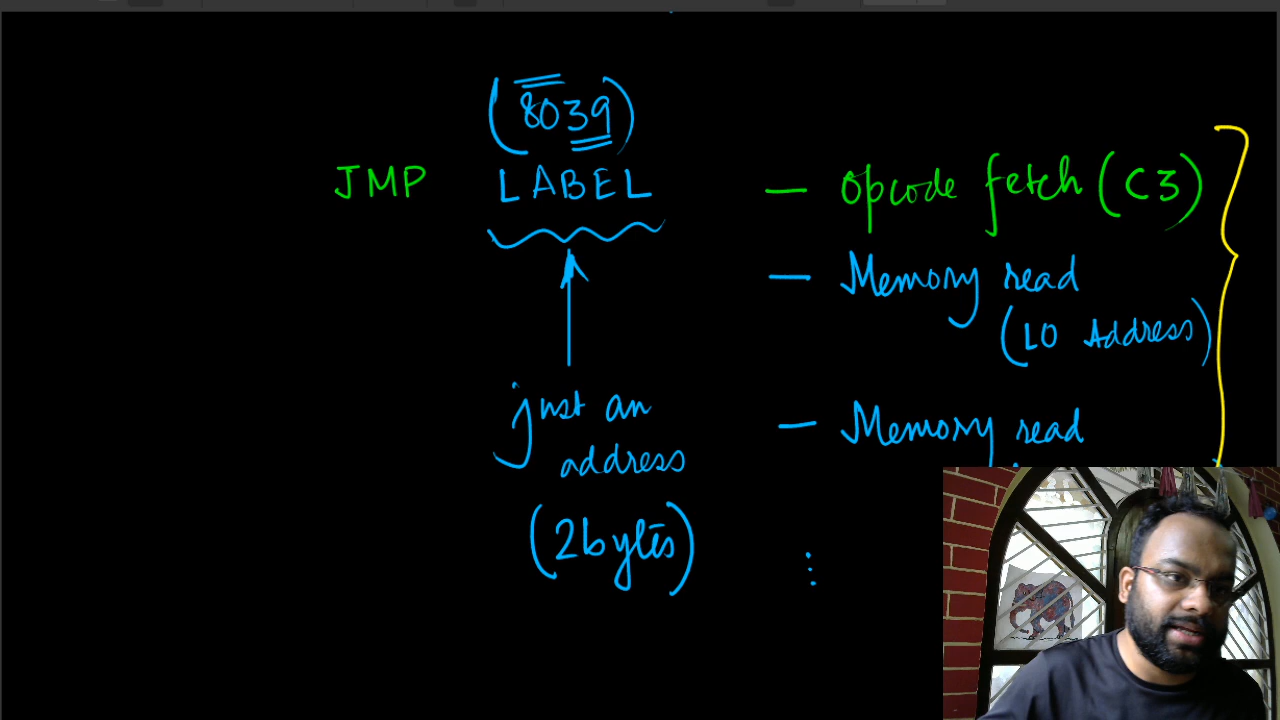 (8039)
JMP LABEL
just an
address
(2bytes)
— Opcode fetch (C3)
— Memory read
(LO Address)
— Memory read
⋮